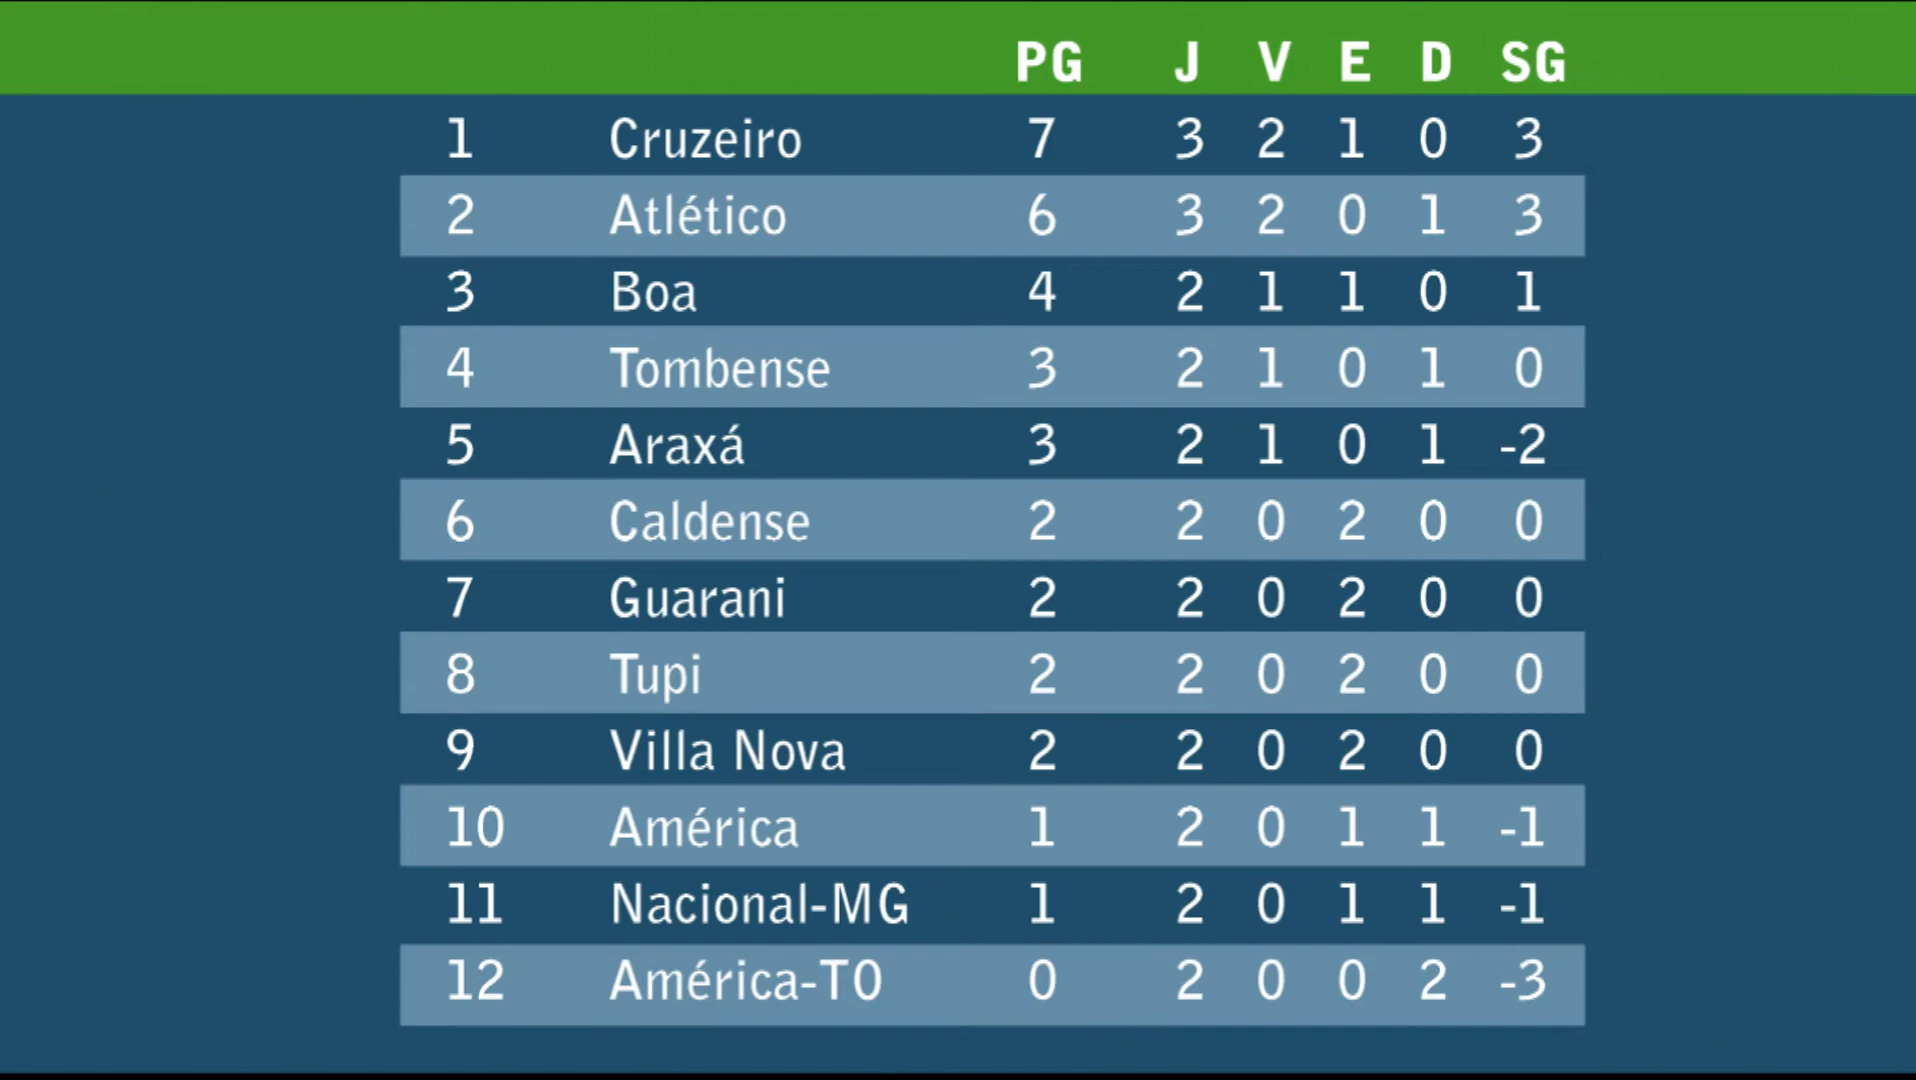 PG J V E D SG
1 Cruzeiro 7 3 2 1 0 3
2 Atlético 6 3 2 0 1 3
3 Boa 4 2 1 1 0 1
4 Tombense 3 2 1 0 1 0
5 Araxá 3 2 1 0 1 -2
6 Caldense 2 2 0 2 0 0
7 Guarani 2 2 0 2 0 0
8 Tupi 2 2 0 2 0 0
9 Villa Nova 2 2 0 2 0 0
10 América 1 2 0 1 1 -1
11 Nacional-MG 1 2 0 1 1 -1
12 América-TO 0 2 0 0 2 -3